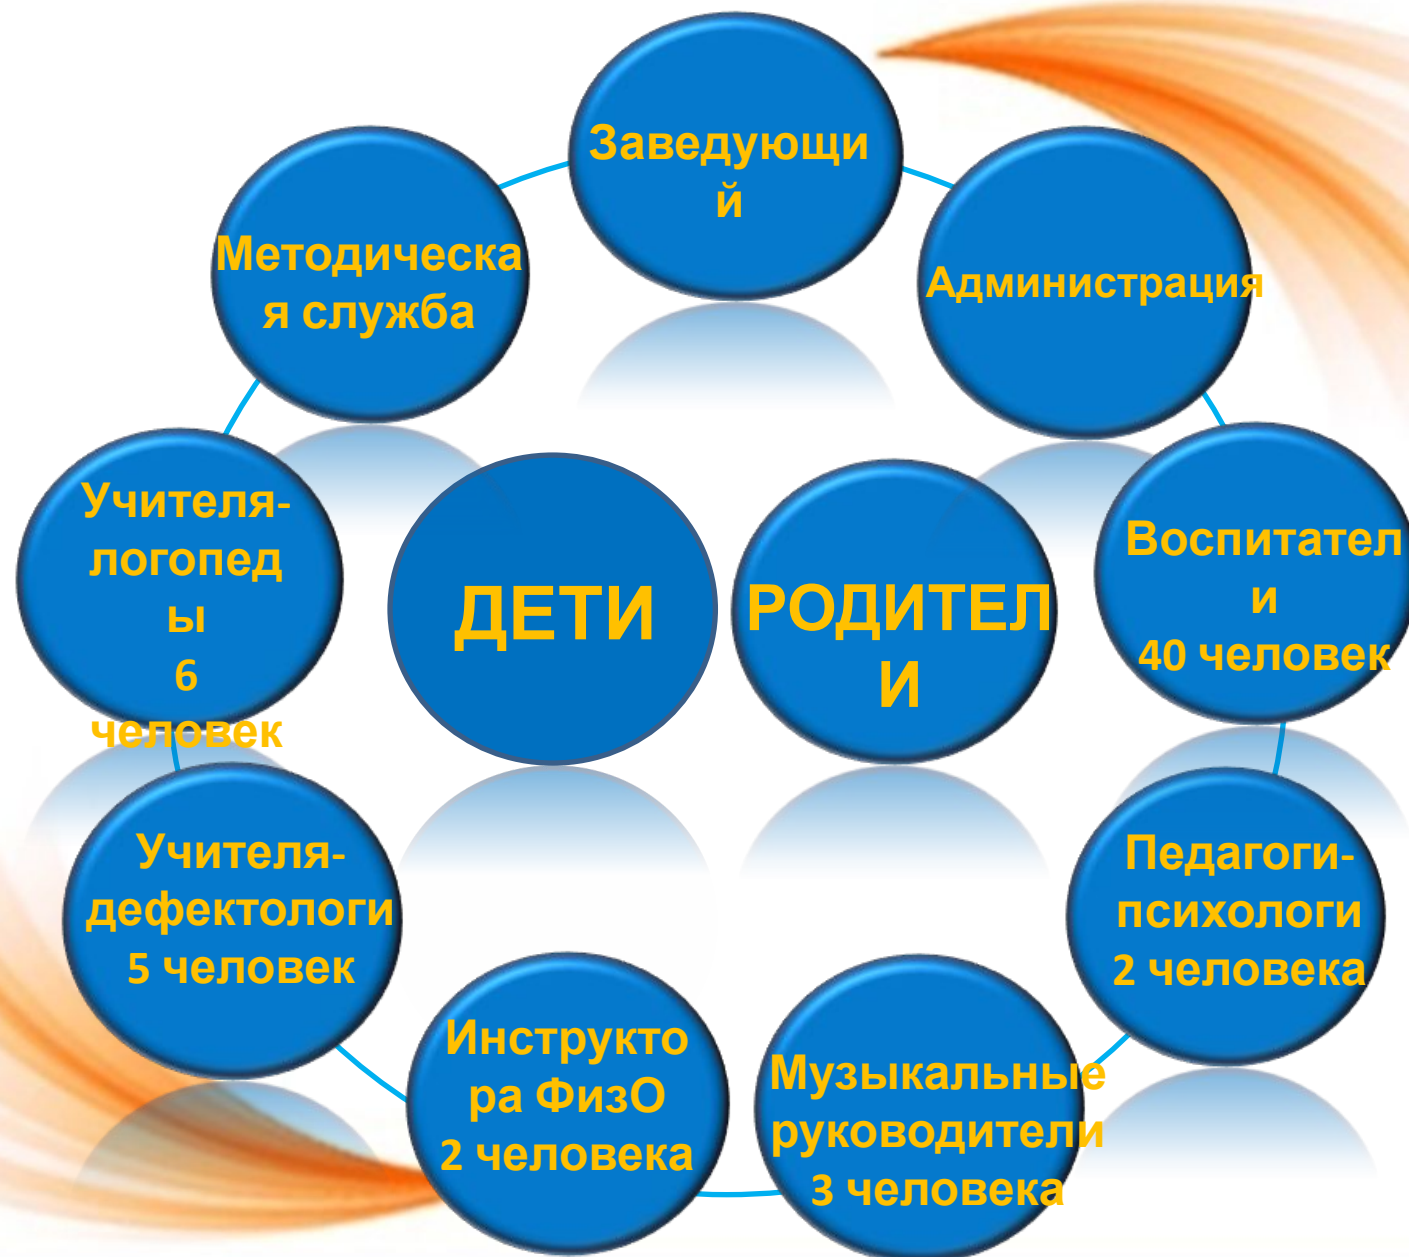 Заведующи
й
Методическа
я служба
Администрация
Учителя-
логопед
ы
6
человек
ДЕТИ
РОДИТЕЛ
И
Воспитател
и
40 человек
Учителя-
дефектологи
5 человек
Педагоги-
психологи
2 человека
Инструкто
ра ФизО
2 человека
Музыкальные
руководители
3 человека